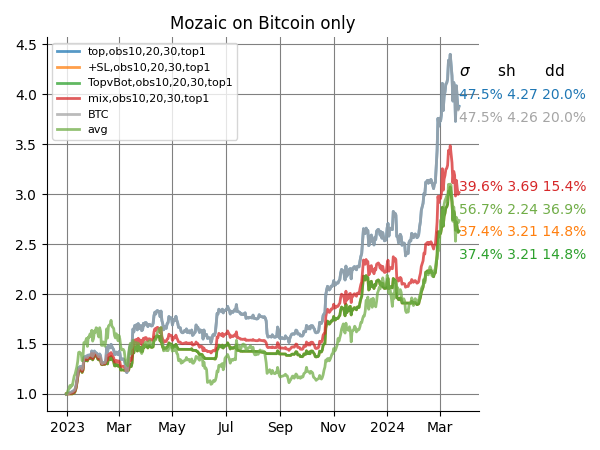 Mozaic on Bitcoin only
4.5
4.0
3.5
3.0
2.5
2.0
1.5
1.0
top,obs10,20,30,top1
+SL,obs10,20,30,top1
TopvBot,obs10,20,30,top1
mix,obs10,20,30,top1
BTC
avg
σ sh dd
47.5% 4.27 20.0%
47.5% 4.26 20.0%
39.6% 3.69 15.4%
56.7% 2.24 36.9%
37.4% 3.21 14.8%
37.4% 3.21 14.8%
2023 Mar May Jul Sep Nov 2024 Mar